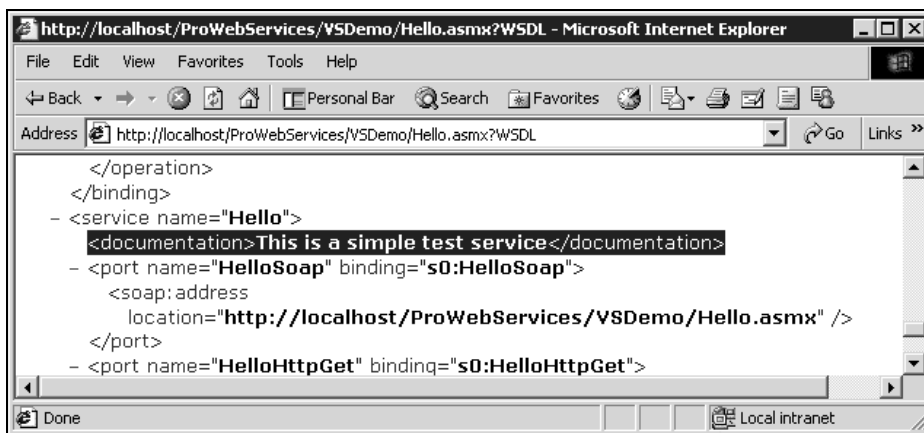 http://localhost/ProWebServices/VSDemo/Hello.asmx?WSDL - Microsoft Internet Explorer
File Edit View Favorites Tools Help
Back Personal Bar Search Favorites
Address http://localhost/ProWebServices/VSDemo/Hello.asmx?WSDL Go Links »
</operation>
</binding>
– <service name="Hello">
<documentation>This is a simple test service</documentation>
– <port name="HelloSoap" binding="s0:HelloSoap">
<soap:address
location="http://localhost/ProWebServices/VSDemo/Hello.asmx" />
</port>
– <port name="HelloHttpGet" binding="s0:HelloHttpGet">
Done Local intranet